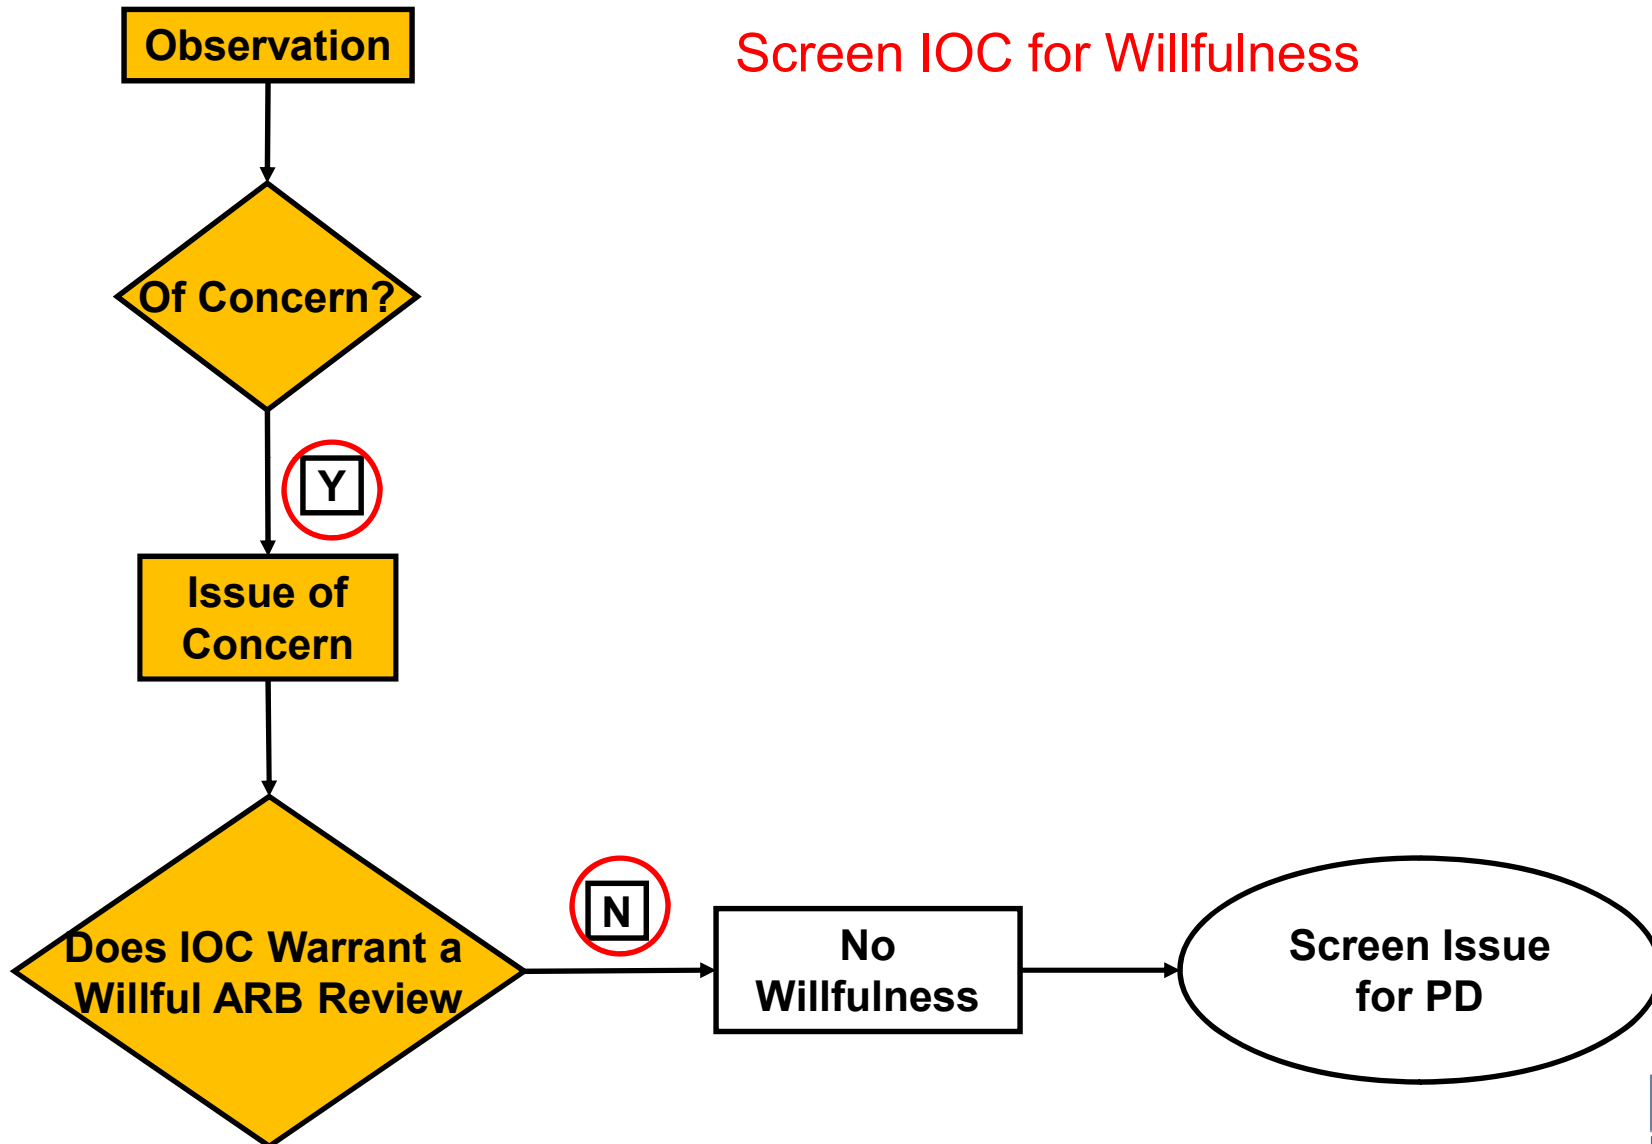 Observation
Screen IOC for Willfulness
Of Concern?
Y
Issue of
Concern
N
Does IOC Warrant a
Willful ARB Review
No
Willfulness
Screen Issue
for PD